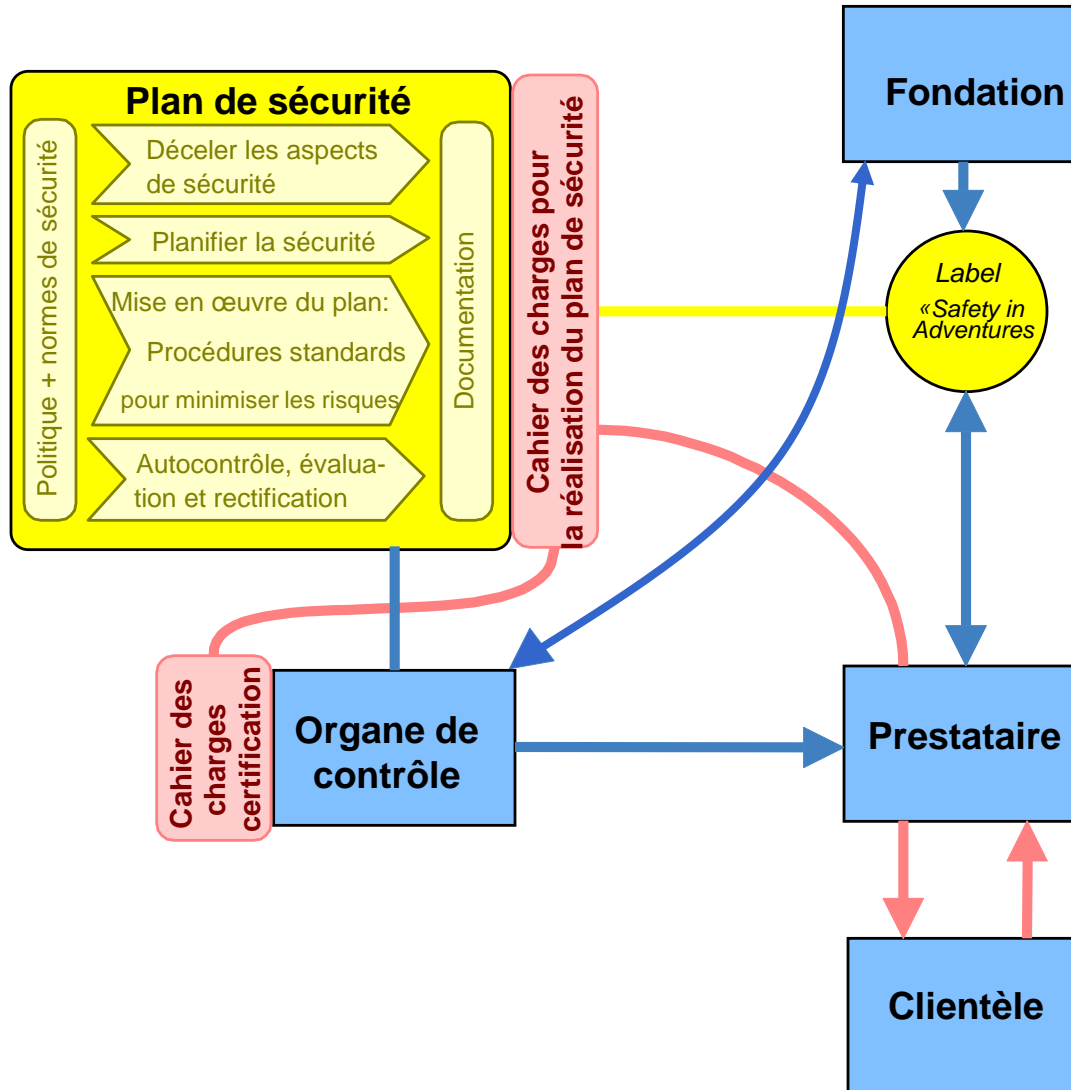 Plan de sécurité
Politique + normes de sécurité
Déceler les aspects
de sécurité
Planifier la sécurité
Mise en œuvre du plan:
Procédures standards
pour minimiser les risques
Autocontrôle, évalua-
tion et rectification
Documentation
Cahier des charges pour
la réalisation du plan de sécurité
Fondation
Label
«Safety in
Adventures
Cahier des
charges
certification
Organe de
contrôle
Prestataire
Clientèle